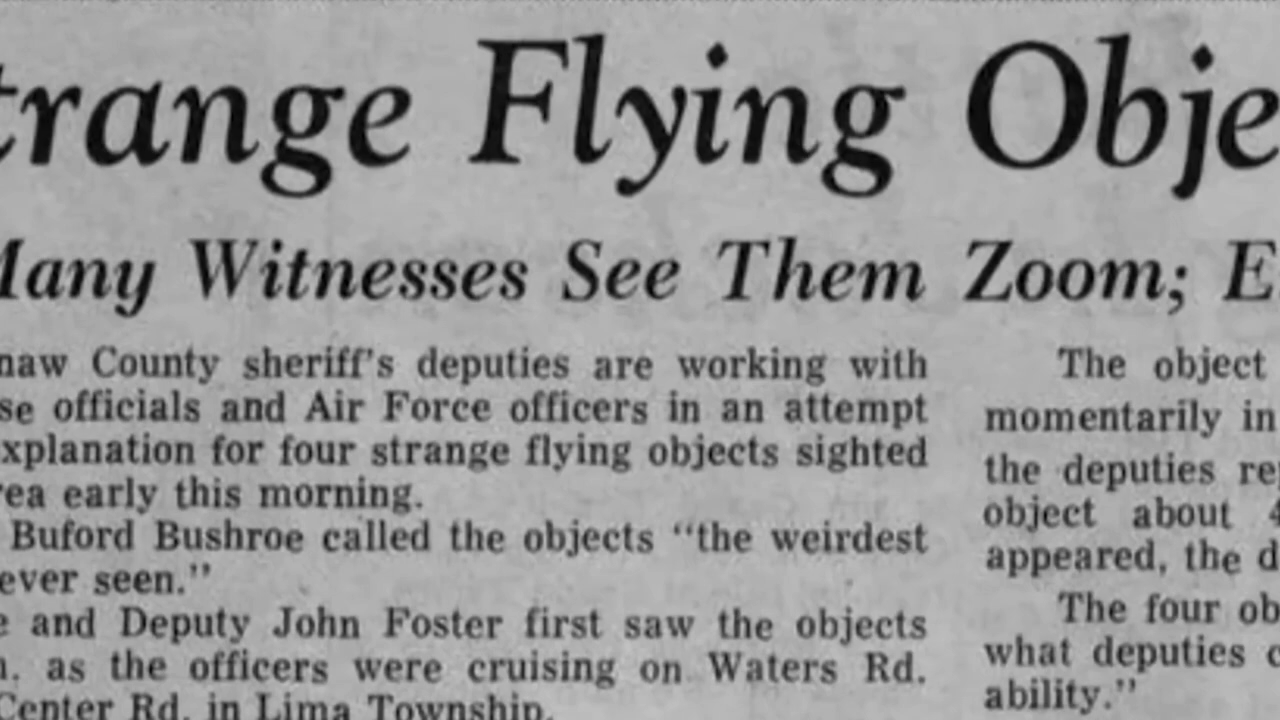 trange Flying Obje
Many Witnesses See Them Zoom; E
naw County sheriff's deputies are working with
se officials and Air Force officers in an attempt
xplanation for four strange flying objects sighted
rea early this morning.
Buford Bushroe called the objects "the weirdest
ever seen."
e and Deputy John Foster first saw the objects
m. as the officers were cruising on Waters Rd.
Center Rd. in Lima Township.
The object
momentarily in
the deputies rep
object about 4
appeared, the d
The four ob
what deputies c
ability."